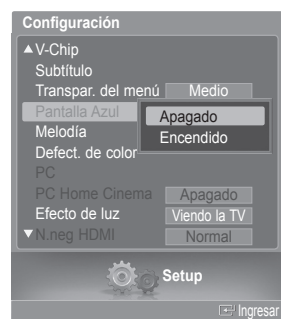 Configuración
▲V-Chip
Subtítulo
Transpar. del menú Medio
Pantalla Azul Apagado
Melodía Encendido
Defect. de color
PC
PC Home Cinema Apagado
Efecto de luz Viendo la TV
▼N.neg HDMI Normal
Setup
Ingresar